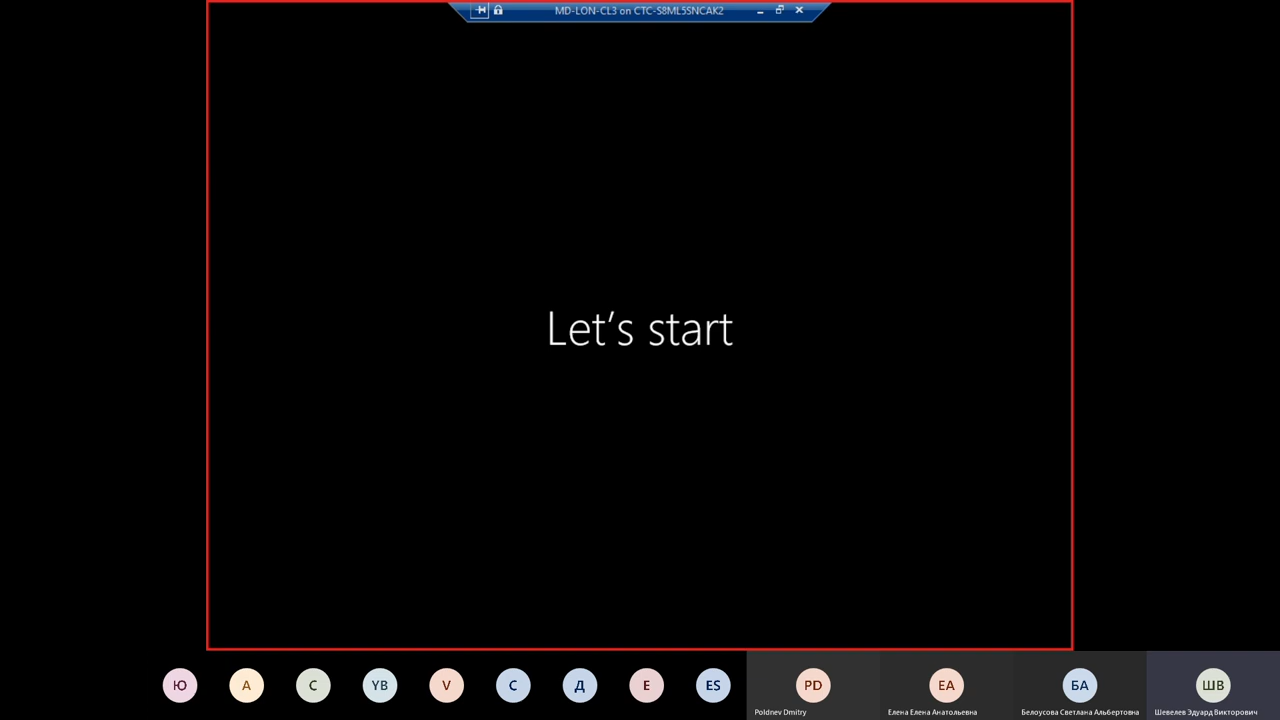 MD-LON-CL3 on CTC-S8ML5SNCAK2
Let's start
Ю
А
С
YB
V
С
Д
Е
ES
PD
EA
БА
ШВ
Poldnev Dmitry
Елена Елена Анатольевна
Белоусова Светлана Альбертовна
Шевелев Эдуард Викторович